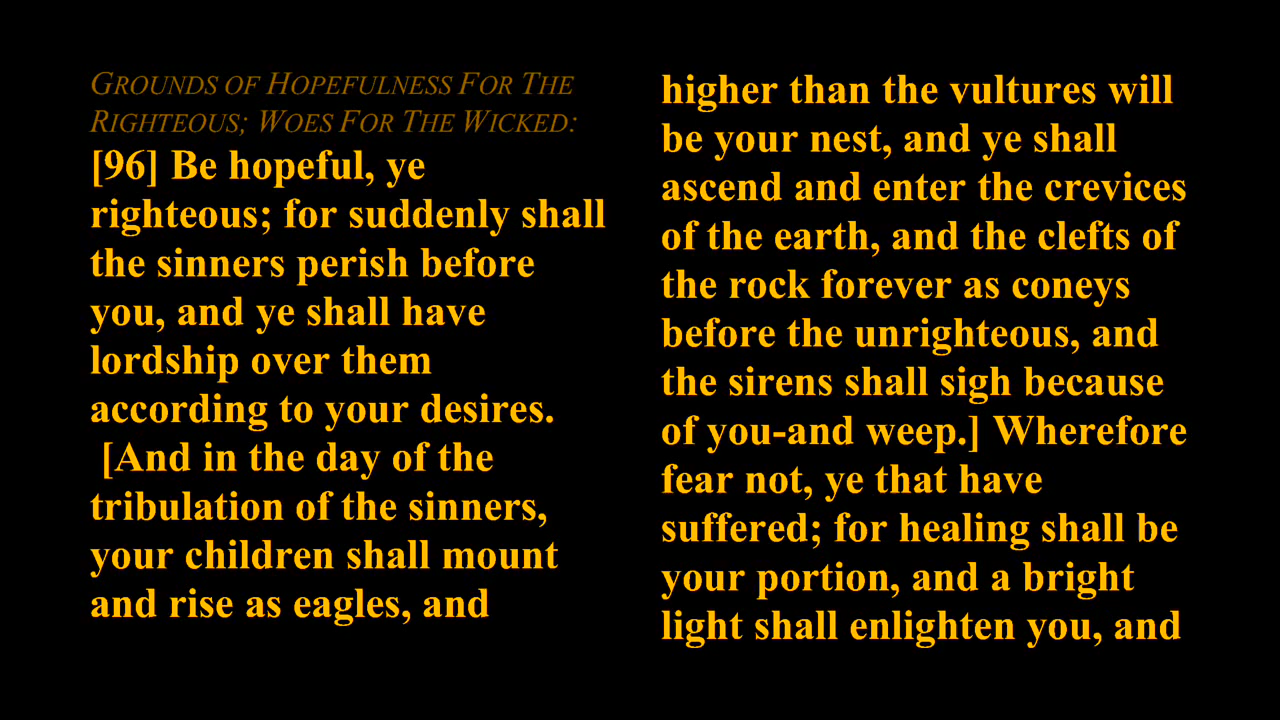 GROUNDS OF HOPEFULNESS FOR THE
RIGHTEOUS; WOES FOR THE WICKED:
[96] Be hopeful, ye
righteous; for suddenly shall
the sinners perish before
you, and ye shall have
lordship over them
according to your desires.
[And in the day of the
tribulation of the sinners,
your children shall mount
and rise as eagles, and
higher than the vultures will
be your nest, and ye shall
ascend and enter the crevices
of the earth, and the clefts of
the rock forever as coneys
before the unrighteous, and
the sirens shall sigh because
of you-and weep.] Wherefore
fear not, ye that have
suffered; for healing shall be
your portion, and a bright
light shall enlighten you, and